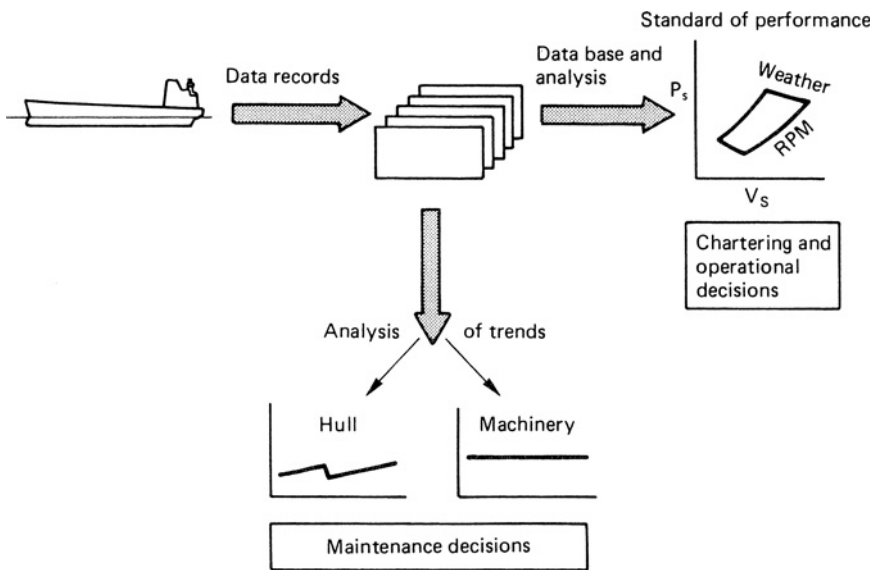 Standard of performance
Data records
Data base and
analysis
Ps
Weather
RPM
VS
Chartering and
operational
decisions
Analysis of trends
Hull
Machinery
Maintenance decisions